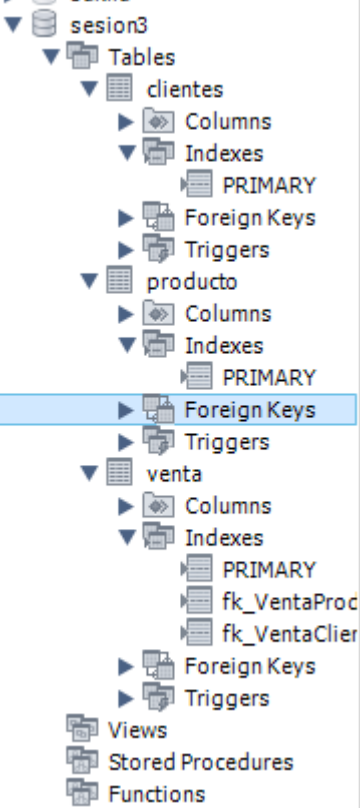 sesion3
Tables
clientes
Columns
Indexes
PRIMARY
Foreign Keys
Triggers
producto
Columns
Indexes
PRIMARY
Foreign Keys
Triggers
venta
Columns
Indexes
PRIMARY
fk_VentaProd
fk_VentaClier
Foreign Keys
Triggers
Views
Stored Procedures
Functions